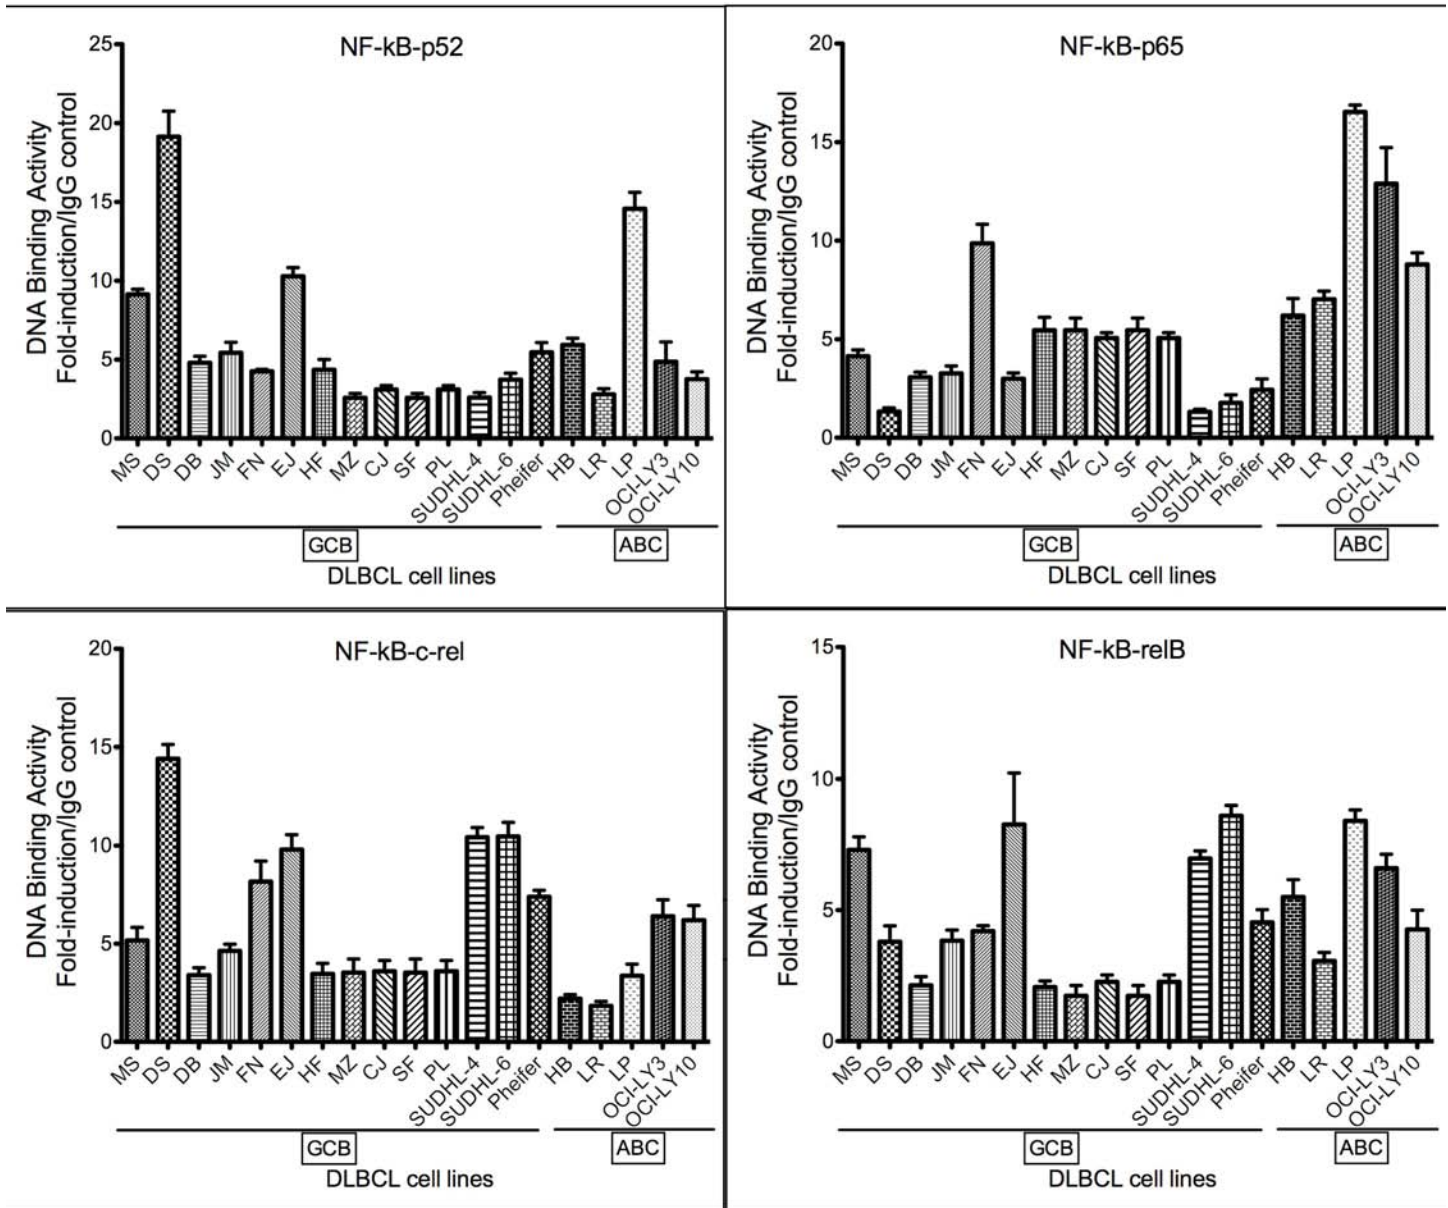 NF-kB-p52
DNA Binding Activity
Fold-induction/IgG control
25
20
15
10
5
0
MS DS DB JM FN EJ HF MZ CJ SF PL SUDHL-4 SUDHL-6 Pheifer HB LR LP OCI-LY3 OCI-LY10
GCB ABC
DLBCL cell lines
NF-kB-p65
DNA Binding Activity
Fold-induction/IgG control
20
15
10
5
0
MS DS DB JM FN EJ HF MZ CJ SF PL SUDHL-4 SUDHL-6 Pheifer HB LR LP OCI-LY3 OCI-LY10
GCB ABC
DLBCL cell lines
NF-kB-c-rel
DNA Binding Activity
Fold-induction/IgG control
20
15
10
5
0
MS DS DB JM FN EJ HF MZ CJ SF PL SUDHL-4 SUDHL-6 Pheifer HB LR LP OCI-LY3 OCI-LY10
GCB ABC
DLBCL cell lines
NF-kB-relB
DNA Binding Activity
Fold-induction/IgG control
15
10
5
0
MS DS DB JM FN EJ HF MZ CJ SF PL SUDHL-4 SUDHL-6 Pheifer HB LR LP OCI-LY3 OCI-LY10
GCB ABC
DLBCL cell lines